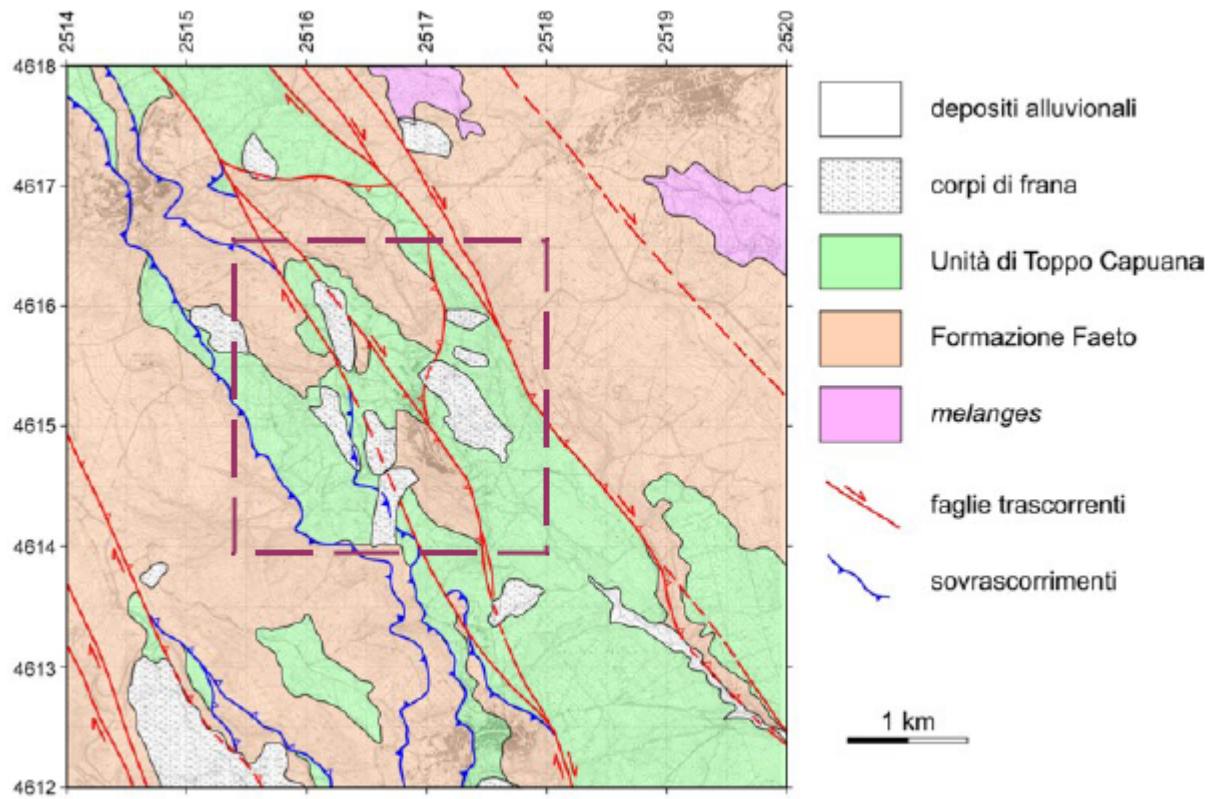 2514 2515 2516 2517 2518 2519 2520
4618
4617
4616
4615
4614
4613
4612
depositi alluvionali
corpi di frana
Unità di Toppo Capuana
Formazione Faeto
melanges
faglie trascorrenti
sovrascorrimenti
1 km